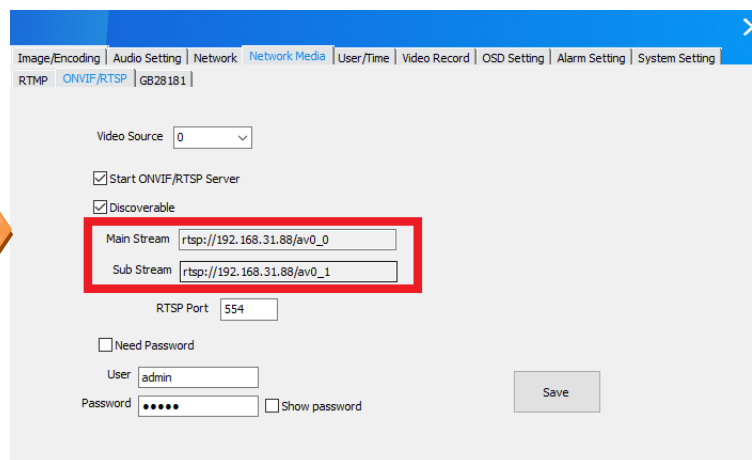 Image/Encoding Audio Setting Network Network Media User/Time Video Record OSD Setting Alarm Setting System Setting
RTMP ONVIF/RTSP GB28181
Video Source 0
Start ONVIF/RTSP Server
Discoverable
Main Stream rtsp://192.168.31.88/av0_0
Sub Stream rtsp://192.168.31.88/av0_1
RTSP Port 554
Need Password
User admin
Password ••••• Show password
Save